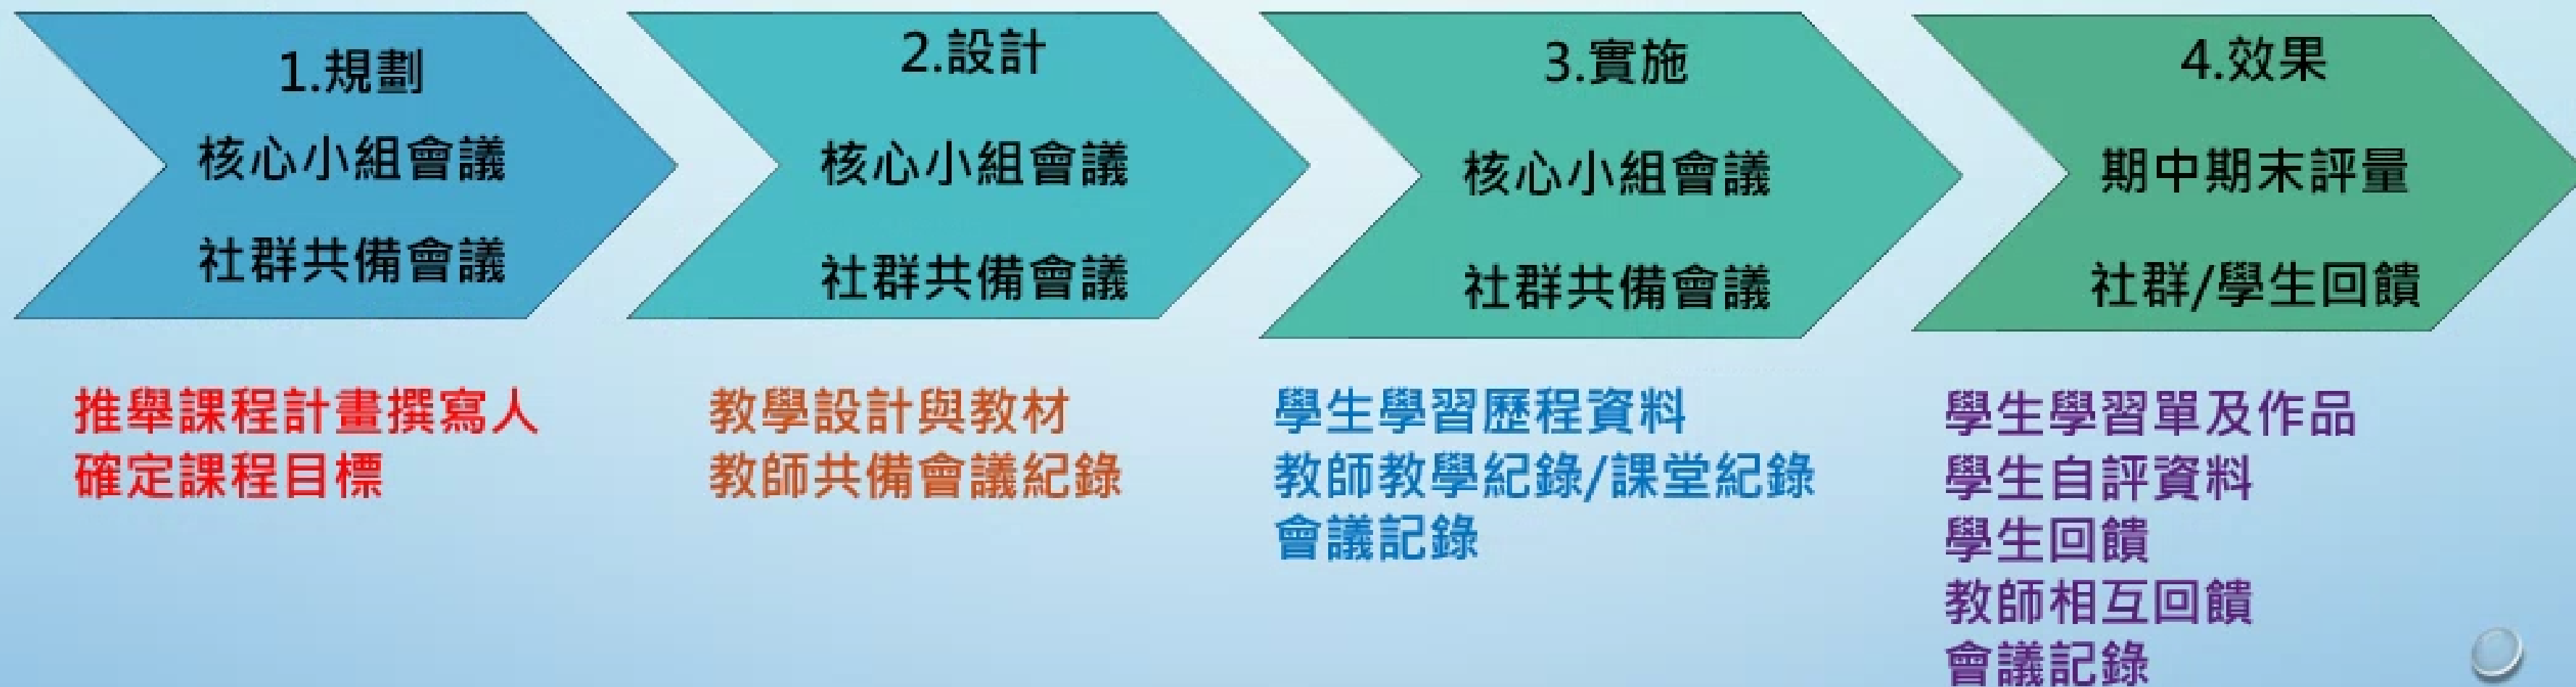 1.規劃
核心小組會議
社群共備會議
2.設計
核心小組會議
社群共備會議
3.實施
核心小組會議
社群共備會議
4.效果
期中期末評量
社群/學生回饋
推舉課程計畫撰寫人
確定課程目標
教學設計與教材
教師共備會議紀錄
學生學習歷程資料
教師教學紀錄/課堂紀錄
會議記錄
學生學習單及作品
學生自評資料
學生回饋
教師相互回饋
會議記錄